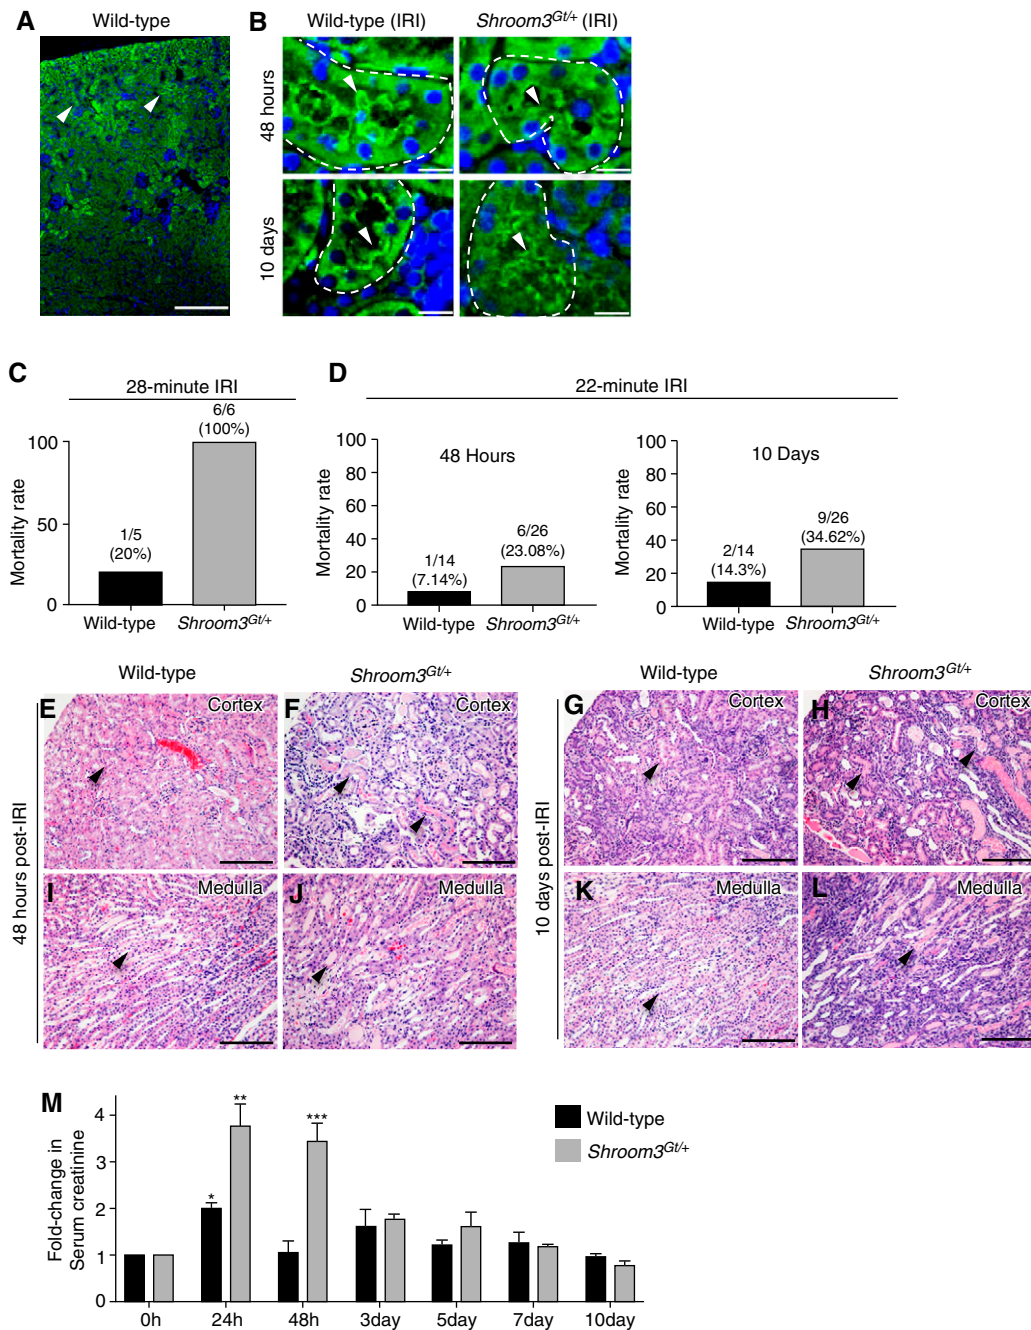 A
Wild-type
B
Wild-type (IRI)
Shroom3Gt/+ (IRI)
48 hours
10 days
C
28-minute IRI
Mortality rate
100
50
0
1/5
(20%)
6/6
(100%)
Wild-type
Shroom3Gt/+
D
22-minute IRI
48 Hours
Mortality rate
100
80
60
40
20
0
1/14
(7.14%)
6/26
(23.08%)
Wild-type
Shroom3Gt/+
10 Days
Mortality rate
100
80
60
40
20
0
2/14
(14.3%)
9/26
(34.62%)
Wild-type
Shroom3Gt/+
Wild-type
Shroom3Gt/+
Wild-type
Shroom3Gt/+
48 hours post-IRI
E
Cortex
F
Cortex
10 days post-IRI
G
Cortex
H
Cortex
I
Medulla
J
Medulla
K
Medulla
L
Medulla
M
Fold-change in
Serum creatinine
4
3
2
1
0
*
**
***
0h
24h
48h
3day
5day
7day
10day
Wild-type
Shroom3Gt/+